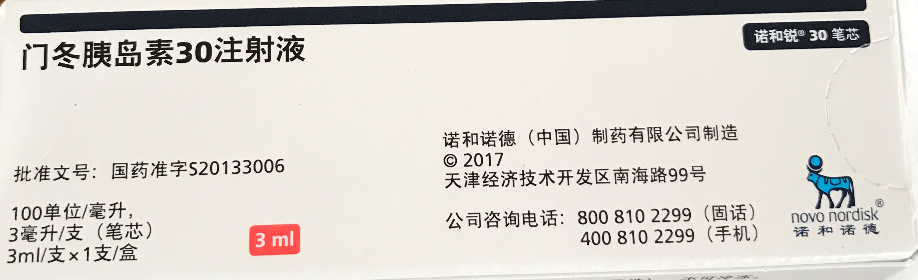 门冬胰岛素30注射液
诺和锐® 30 笔芯
批准文号：国药准字S20133006
100单位/毫升，
3毫升/支（笔芯）
3ml/支×1支/盒
3 ml
诺和诺德（中国）制药有限公司制造
© 2017
天津经济技术开发区南海路99号
公司咨询电话：800 810 2299（固话）
400 810 2299（手机）
novo nordisk®
诺和诺德